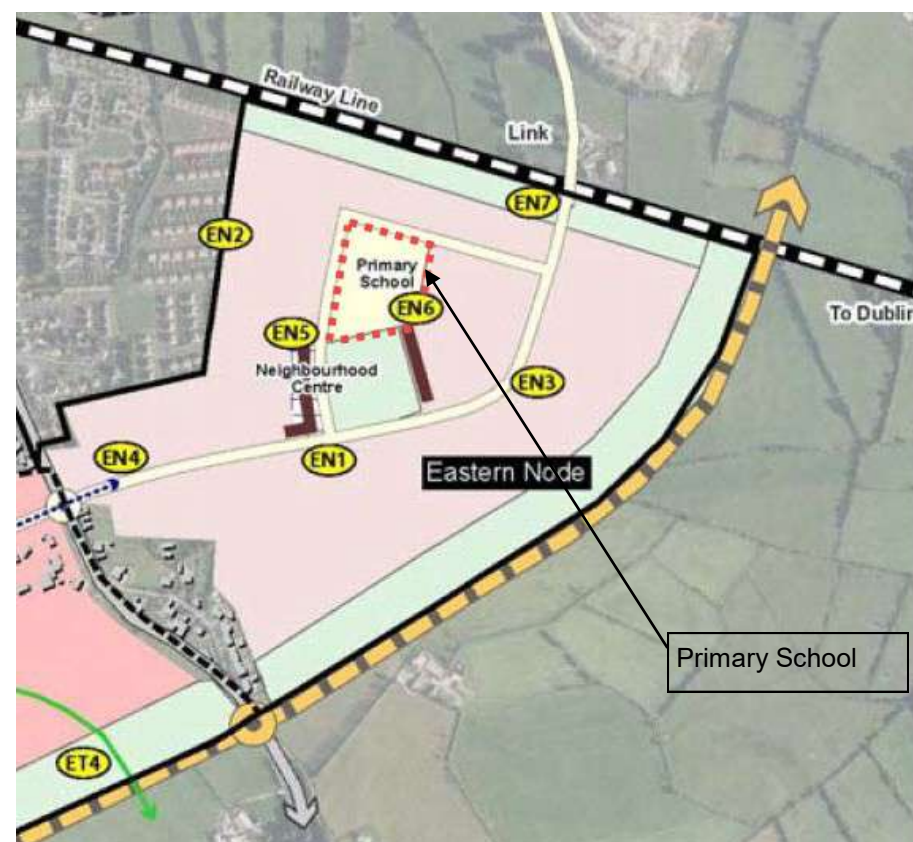 Railway Line
Link
EN7
EN2
Primary
School
EN6
To Dublin
EN5
Neighbourhood
Centre
EN3
EN4
EN1
Eastern Node
Primary School
ET4